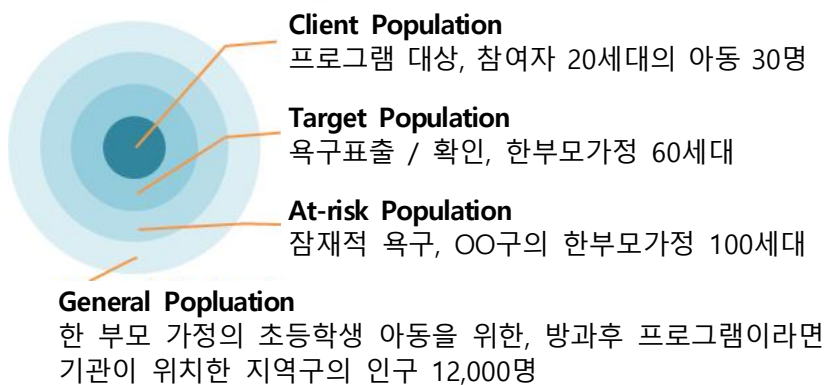 Client Population
프로그램 대상, 참여자 20세대의 아동 30명
Target Population
욕구표출 / 확인, 한부모가정 60세대
At-risk Population
잠재적 욕구, OO구의 한부모가정 100세대
General Popluation
한 부모 가정의 초등학생 아동을 위한, 방과후 프로그램이라면
기관이 위치한 지역구의 인구 12,000명